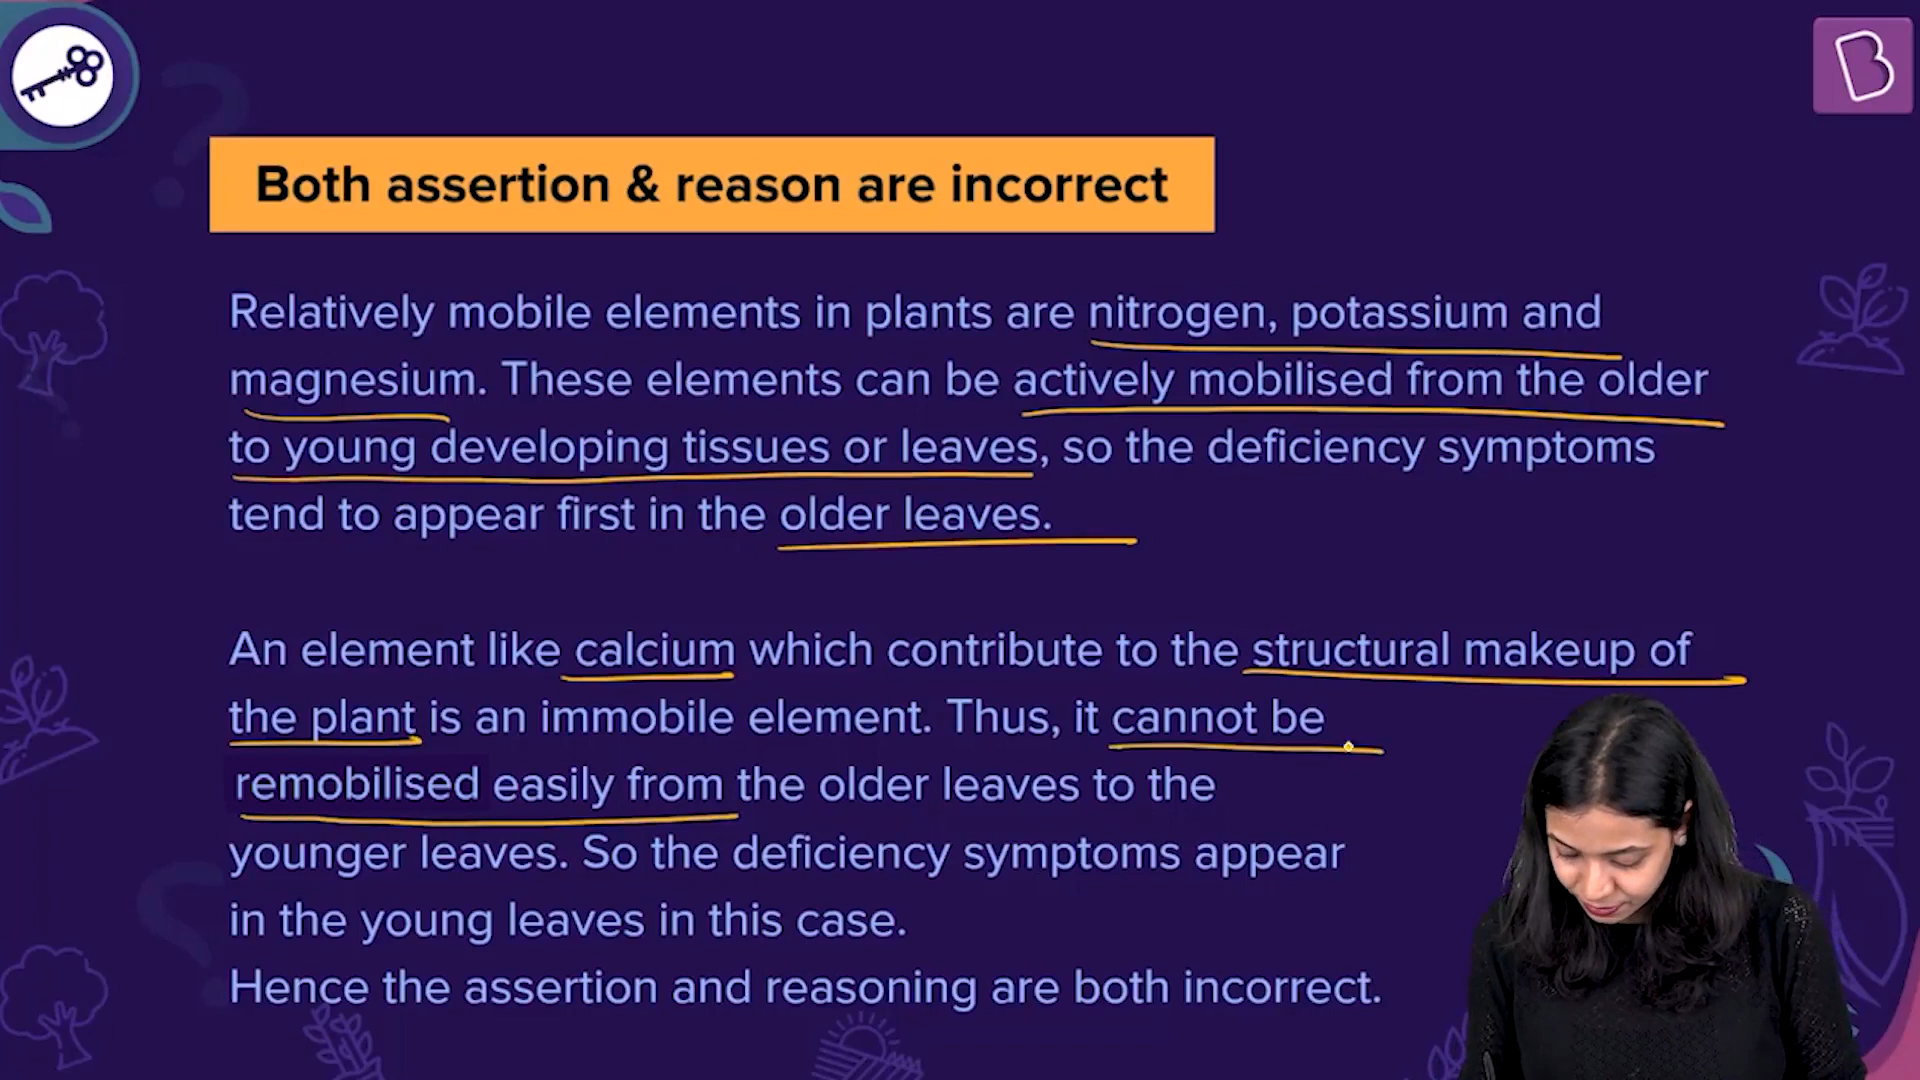 Both assertion & reason are incorrect
Relatively mobile elements in plants are nitrogen, potassium and
magnesium. These elements can be actively mobilised from the older
to young developing tissues or leaves, so the deficiency symptoms
tend to appear first in the older leaves.
An element like calcium which contribute to the structural makeup of
the plant is an immobile element. Thus, it cannot be
remobilised easily from the older leaves to the
younger leaves. So the deficiency symptoms appear
in the young leaves in this case.
Hence the assertion and reasoning are both incorrect.